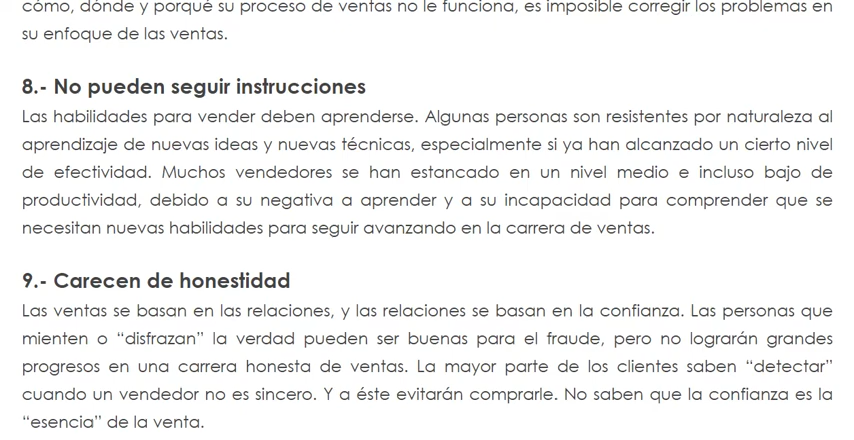 cómo, dónde y porqué su proceso de ventas no le funciona, es imposible corregir los problemas en
su enfoque de las ventas.
8.- No pueden seguir instrucciones
Las habilidades para vender deben aprenderse. Algunas personas son resistentes por naturaleza al
aprendizaje de nuevas ideas y nuevas técnicas, especialmente si ya han alcanzado un cierto nivel
de efectividad. Muchos vendedores se han estancado en un nivel medio e incluso bajo de
productividad, debido a su negativa a aprender y a su incapacidad para comprender que se
necesitan nuevas habilidades para seguir avanzando en la carrera de ventas.
9.- Carecen de honestidad
Las ventas se basan en las relaciones, y las relaciones se basan en la confianza. Las personas que
mienten o “disfrazan” la verdad pueden ser buenas para el fraude, pero no lograrán grandes
progresos en una carrera honesta de ventas. La mayor parte de los clientes saben “detectar”
cuando un vendedor no es sincero. Y a éste evitarán comprarle. No saben que la confianza es la
“esencia” de la venta.